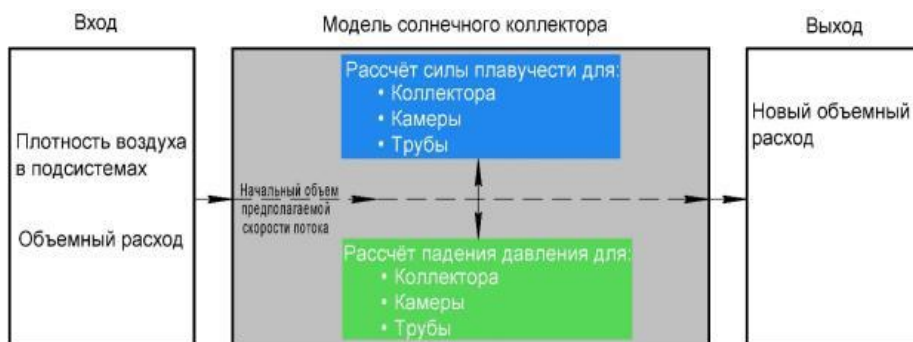 Вход
Модель солнечного коллектора
Выход
Плотность воздуха
в подсистемах
Объемный расход
Рассчёт силы плавучести для:
• Коллектора
• Камеры
• Трубы
Начальный объем
предполагаемой
скорости потока
Рассчёт падения давления для:
• Коллектора
• Камеры
• Трубы
Новый объемный
расход